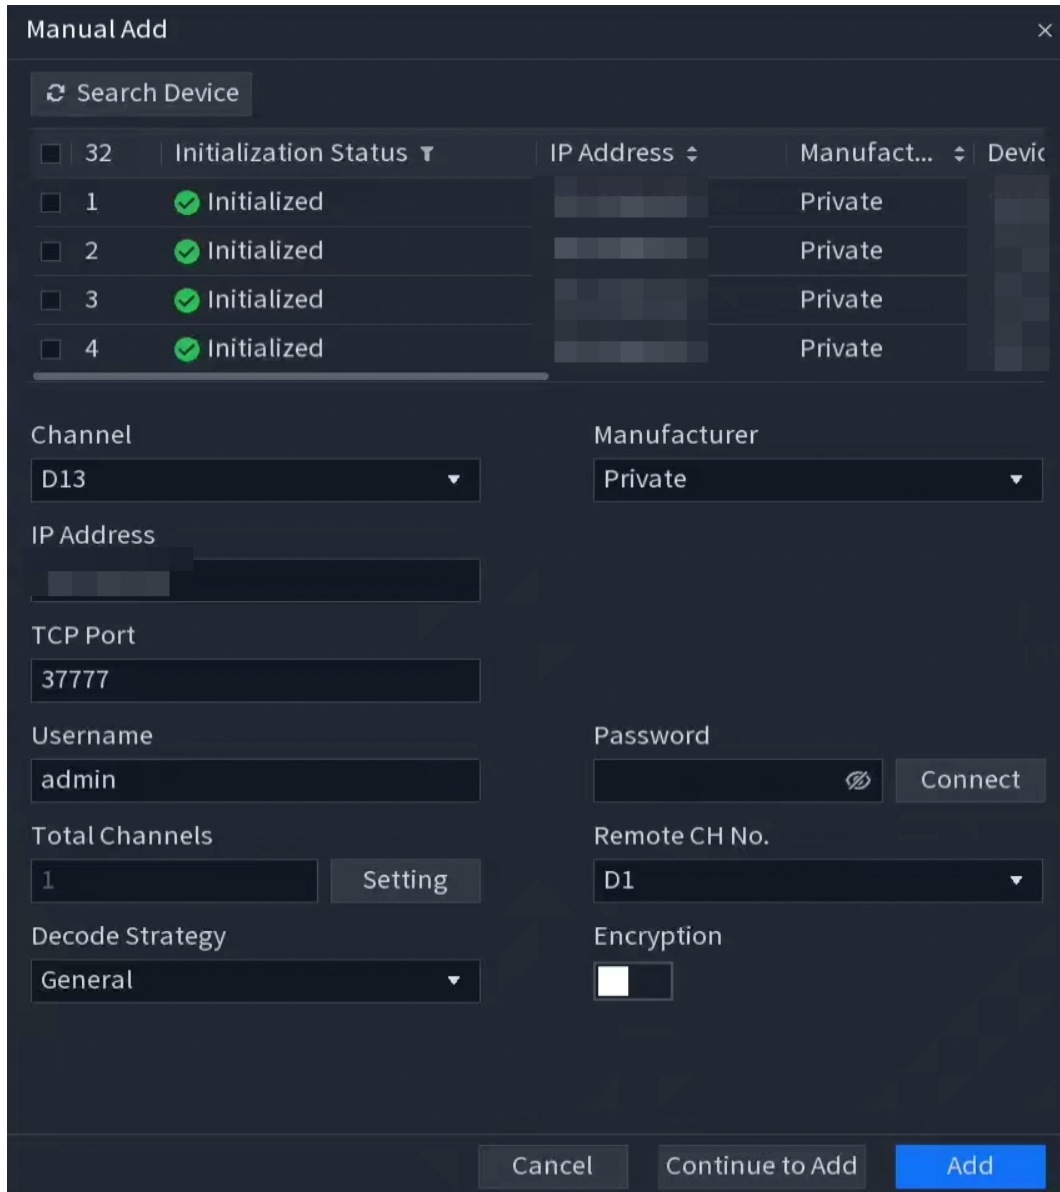 Manual Add
Search Device
32 Initialization Status IP Address Manufact... Devic
1 Initialized Private
2 Initialized Private
3 Initialized Private
4 Initialized Private
Channel Manufacturer
D13 Private
IP Address
TCP Port
37777
Username Password
admin Connect
Total Channels Remote CH No.
1 Setting D1
Decode Strategy Encryption
General
Cancel Continue to Add Add